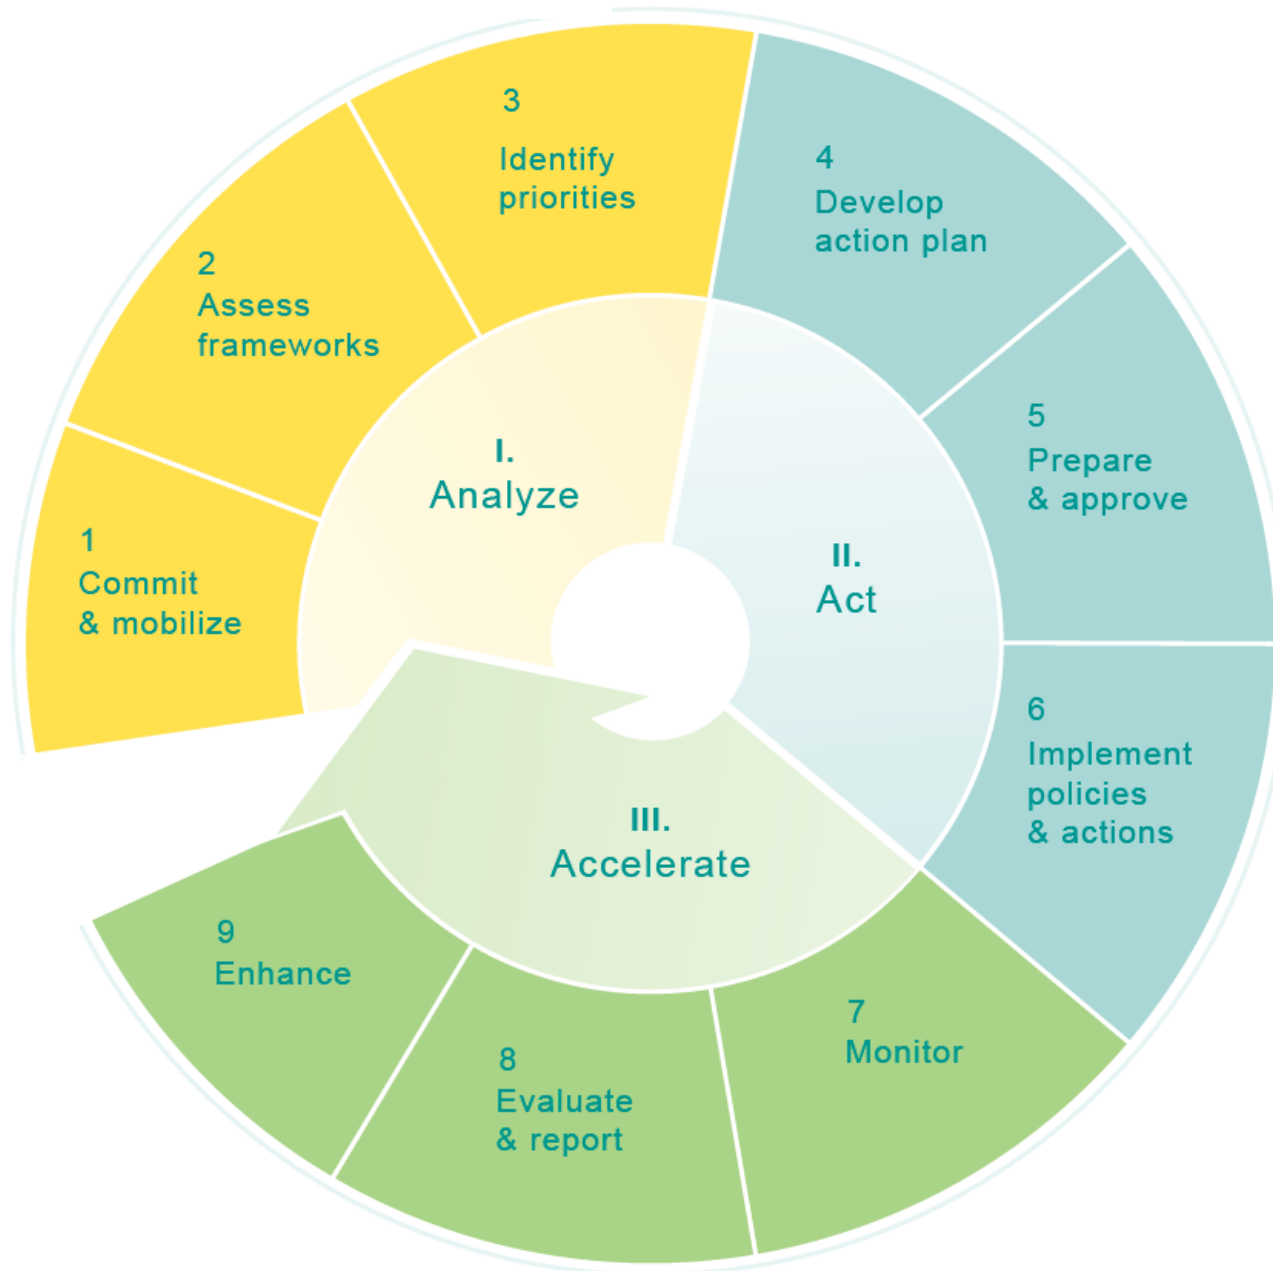 1
Commit
& mobilize
2
Assess
frameworks
3
Identify
priorities
4
Develop
action plan
5
Prepare
& approve
6
Implement
policies
& actions
7
Monitor
8
Evaluate
& report
9
Enhance
I.
Analyze
II.
Act
III.
Accelerate